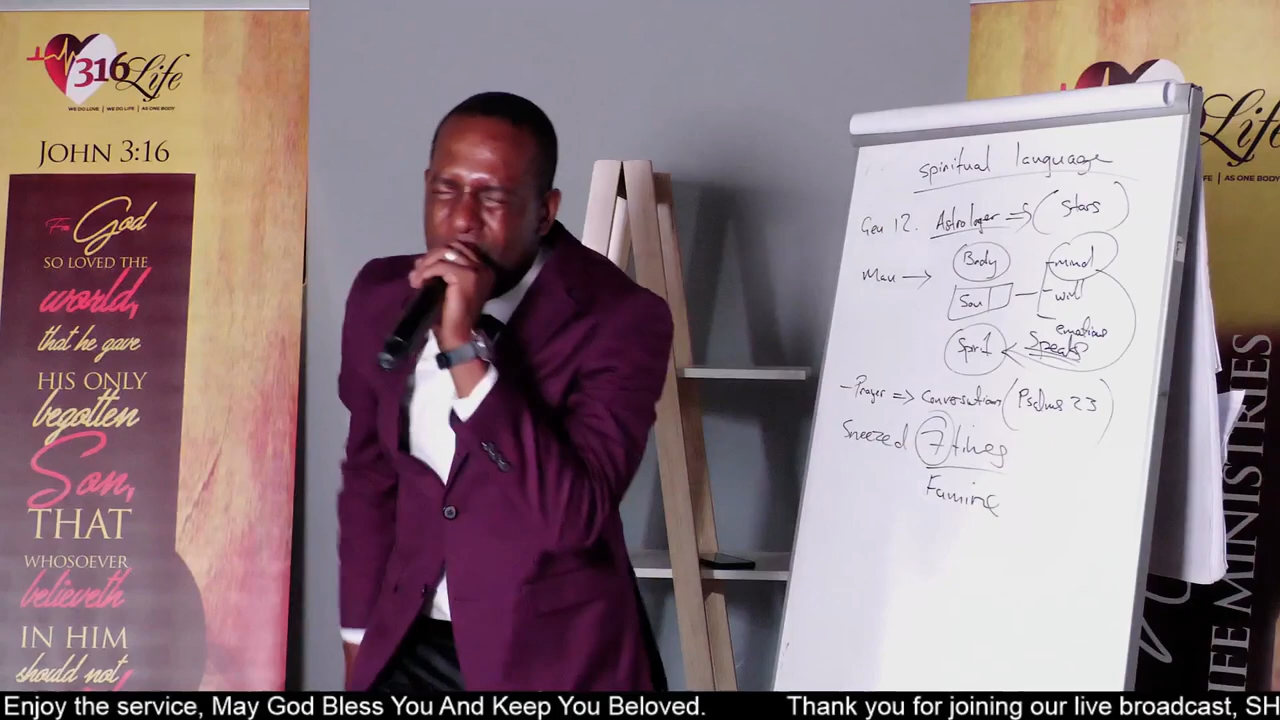 316 Life
WE DO LOVE | WE DO LIFE | AS ONE BODY
JOHN 3:16
For God
SO LOVED THE
world,
that he gave
HIS ONLY
begotten
Son,
THAT
WHOSOEVER
believeth
IN HIM
should not
spiritual language
Gen 12. Astrologer => (Stars)
Man → Body
Soul - mind
will
emotions
Spirit Speaks
- Prayer => Conversation (Psalms 23)
Sneezed 7 times
Famine
Life
FE | AS ONE BODY
LIFE MINISTRIES
Enjoy the service, May God Bless You And Keep You Beloved. Thank you for joining our live broadcast, SH